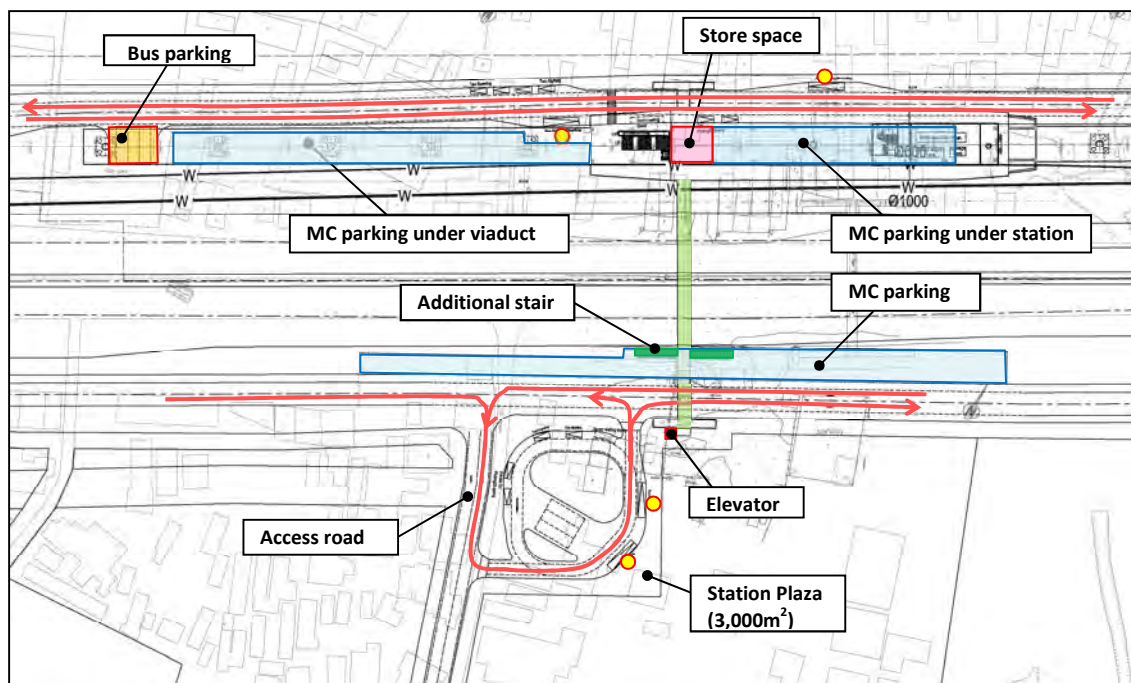 Bus parking
Store space
W
W
W
W
W
W
Ø1000
MC parking under viaduct
MC parking under station
Additional stair
MC parking
Access road
Elevator
Station Plaza
(3,000m²)